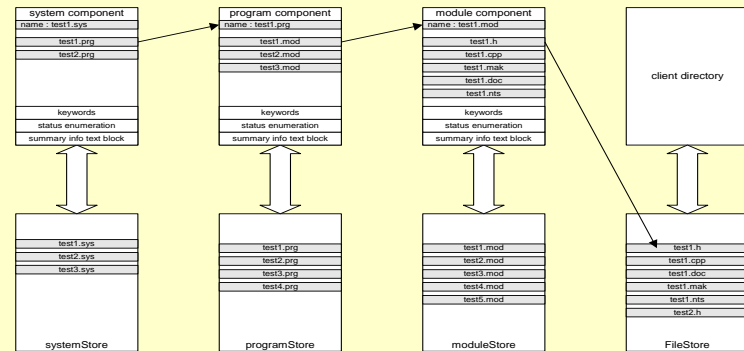 system component
name : test1.sys
test1.prg
test2.prg
keywords
status enumeration
summary info text block
program component
name : test1.prg
test1.mod
test2.mod
test3.mod
keywords
status enumeration
summary info text block
module component
name : test1.mod
test1.h
test1.cpp
test1.mak
test1.doc
test1.nts
keywords
status enumeration
summary info text block
client directory
test1.sys
test2.sys
test3.sys
systemStore
test1.prg
test2.prg
test3.prg
test4.prg
programStore
test1.mod
test2.mod
test3.mod
test4.mod
test5.mod
moduleStore
test1.h
test1.cpp
test1.doc
test1.mak
test1.nts
test2.h
FileStore